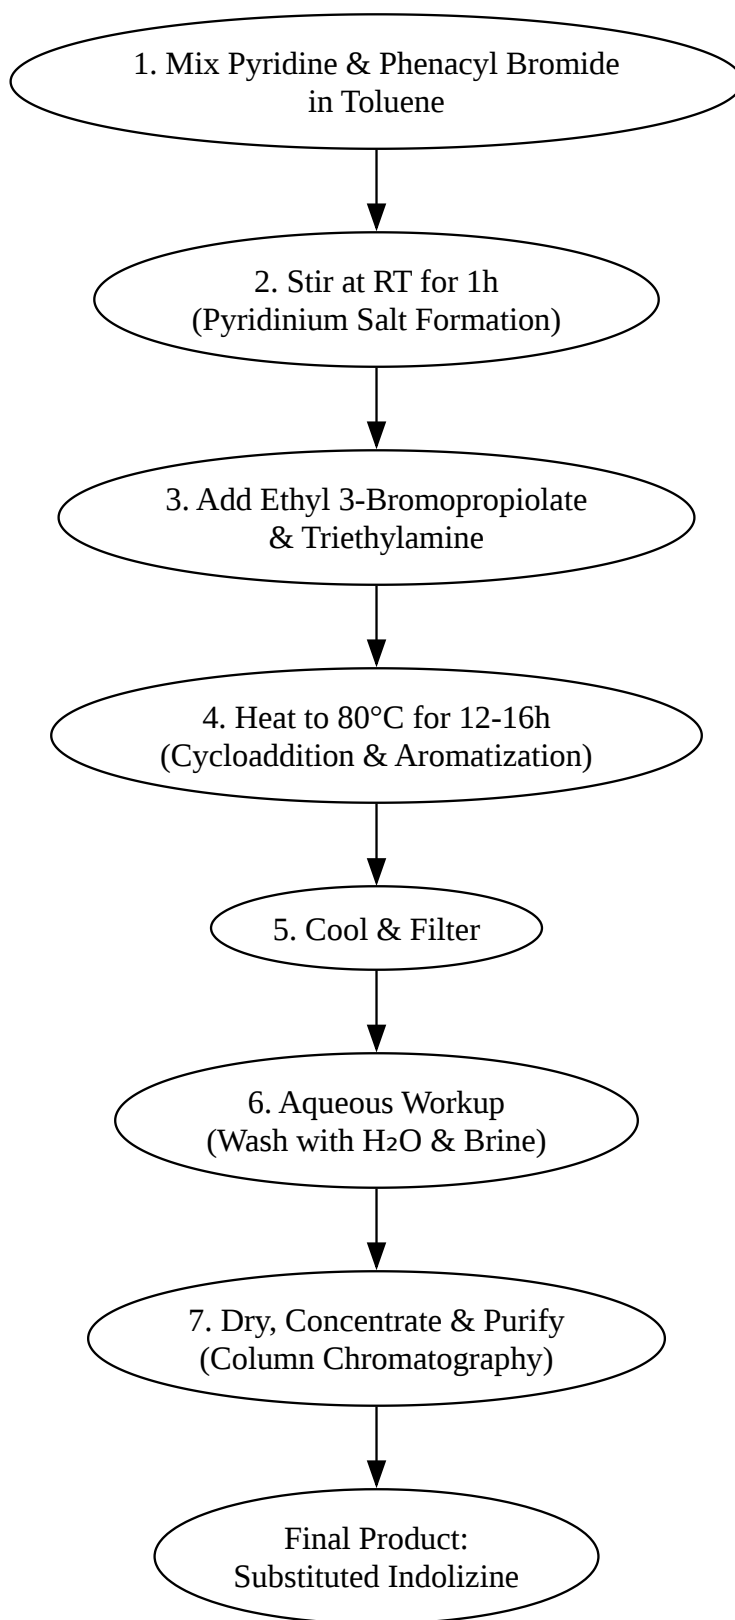 1. Mix Pyridine & Phenacyl Bromide
in Toluene
2. Stir at RT for 1h
(Pyridinium Salt Formation)
3. Add Ethyl 3-Bromopropiolate
& Triethylamine
4. Heat to 80°C for 12-16h
(Cycloaddition & Aromatization)
5. Cool & Filter
6. Aqueous Workup
(Wash with H₂O & Brine)
7. Dry, Concentrate & Purify
(Column Chromatography)
Final Product:
Substituted Indolizine